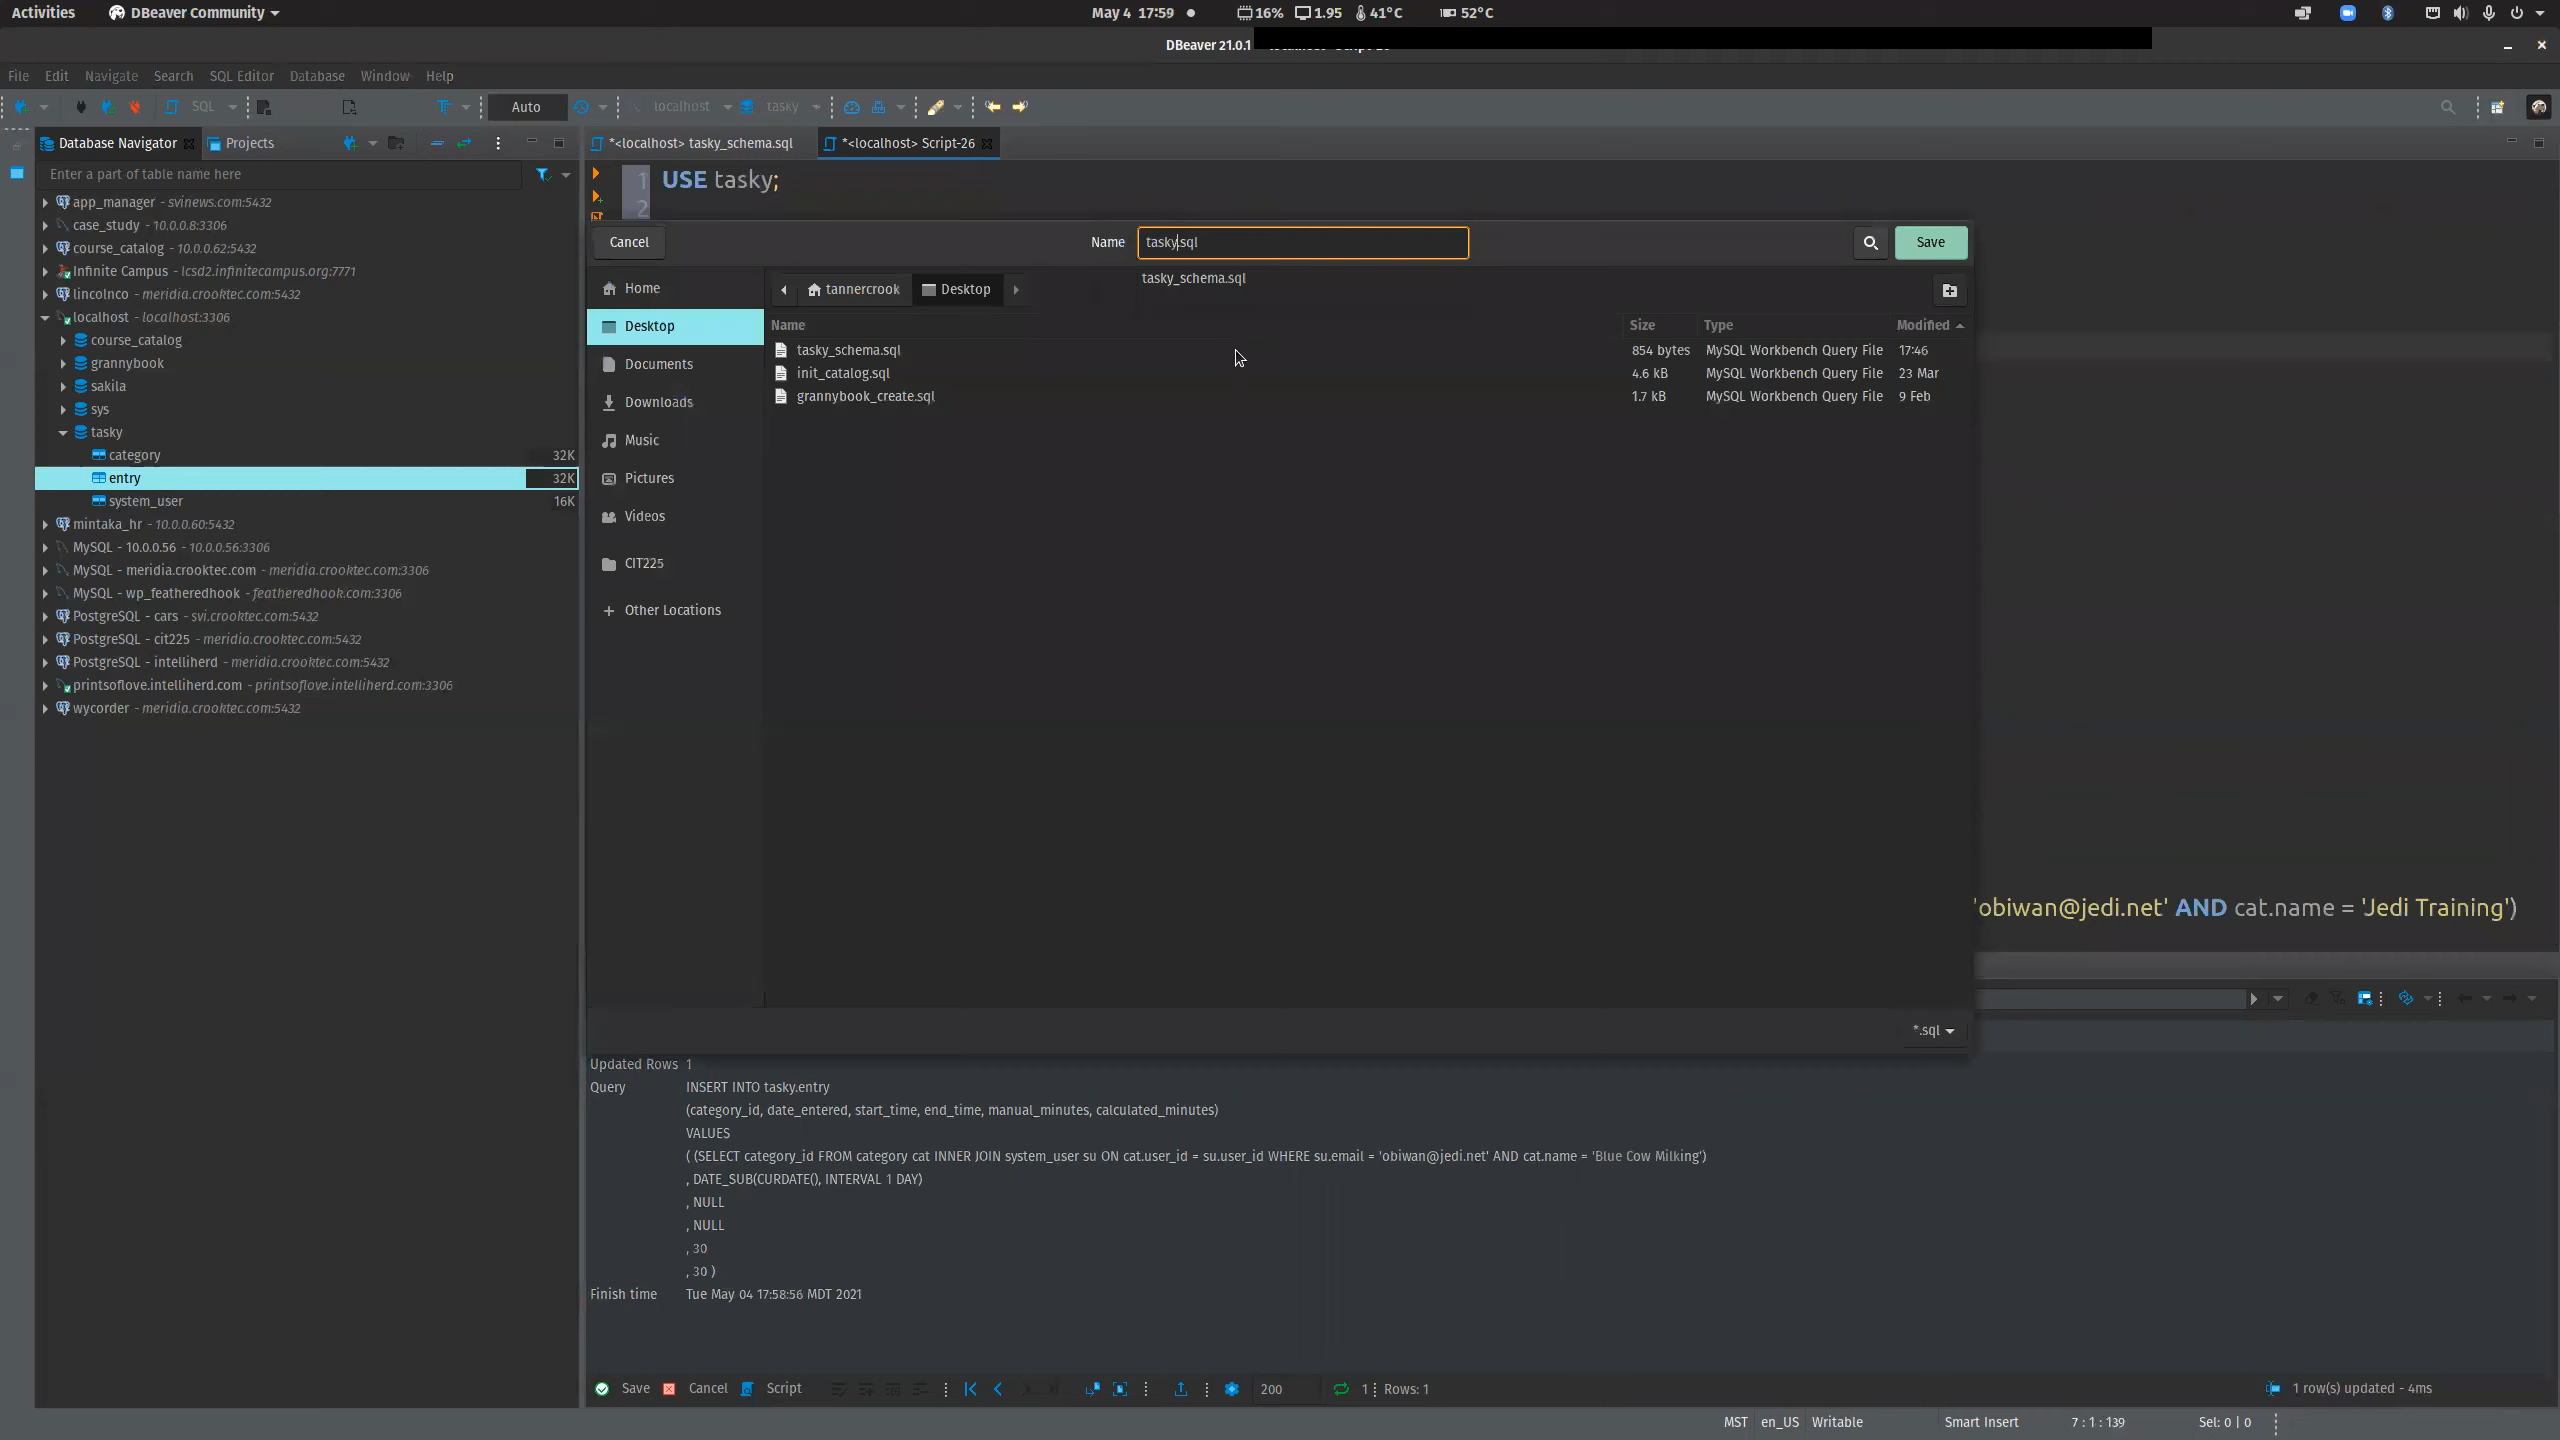 Activities DBeaver Community May 4 17:59 16% 1.95 41°C 52°C
DBeaver 21.0.1
File Edit Navigate Search SQL Editor Database Window Help
SQL Auto localhost tasky
Database Navigator Projects *<localhost> tasky_schema.sql *<localhost> Script-26
Enter a part of table name here
1 USE tasky;
2
app_manager - svinews.com:5432
case_study - 10.0.0.8:3306
course_catalog - 10.0.0.62:5432
Infinite Campus - lcsd2.infinitecampus.org:7771
lincolnco - meridia.crooktec.com:5432
localhost - localhost:3306
course_catalog
grannybook
sakila
sys
tasky
category 32K
entry 32K
system_user 16K
mintaka_hr - 10.0.0.60:5432
MySQL - 10.0.0.56 - 10.0.0.56:3306
MySQL - meridia.crooktec.com - meridia.crooktec.com:3306
MySQL - wp_featheredhook - featheredhook.com:3306
PostgreSQL - cars - svi.crooktec.com:5432
PostgreSQL - cit225 - meridia.crooktec.com:5432
PostgreSQL - intelliherd - meridia.crooktec.com:5432
printsoflove.intelliherd.com - printsoflove.intelliherd.com:3306
wycorder - meridia.crooktec.com:5432
Cancel Name tasky.sql Save
tasky_schema.sql
tannercrook Desktop
Home
Desktop
Documents
Downloads
Music
Pictures
Videos
CIT225
Other Locations
Name Size Type Modified
tasky_schema.sql 854 bytes MySQL Workbench Query File 17:46
init_catalog.sql 4.6 kB MySQL Workbench Query File 23 Mar
grannybook_create.sql 1.7 kB MySQL Workbench Query File 9 Feb
*.sql
'obiwan@jedi.net' AND cat.name = 'Jedi Training')
Updated Rows 1
Query INSERT INTO tasky.entry
(category_id, date_entered, start_time, end_time, manual_minutes, calculated_minutes)
VALUES
( (SELECT category_id FROM category cat INNER JOIN system_user su ON cat.user_id = su.user_id WHERE su.email = 'obiwan@jedi.net' AND cat.name = 'Blue Cow Milking')
, DATE_SUB(CURDATE(), INTERVAL 1 DAY)
, NULL
, NULL
, 30
, 30 )
Finish time Tue May 04 17:58:56 MDT 2021
Save Cancel Script 200 1 Rows: 1 1 row(s) updated - 4ms
MST en_US Writable Smart Insert 7 : 1 : 139 Sel: 0 | 0